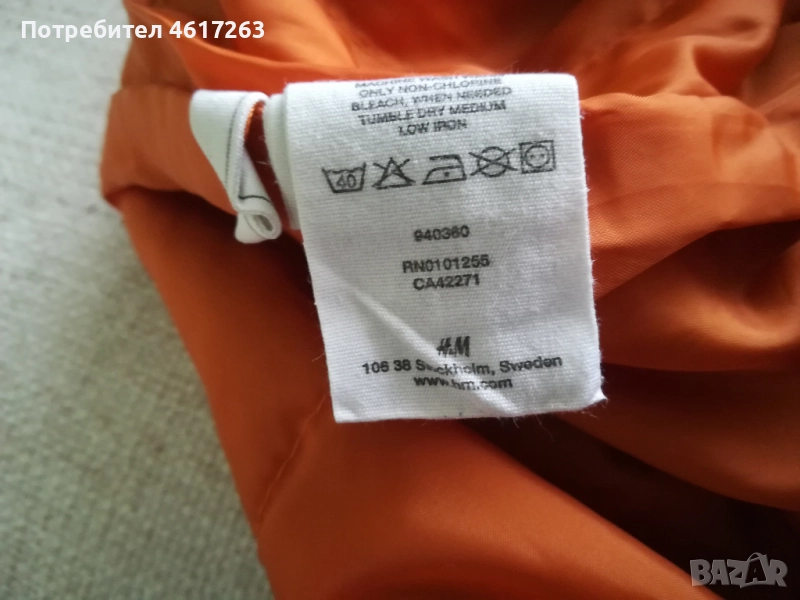 Потребител 4617263
MACHINE WASH
ONLY NON-CHLORINE
BLEACH, WHEN NEEDED
TUMBLE DRY MEDIUM
LOW IRON
40
940360
RN0101255
CA42271
H&M
106 38 Stockholm, Sweden
www.hm.com
BAZAR